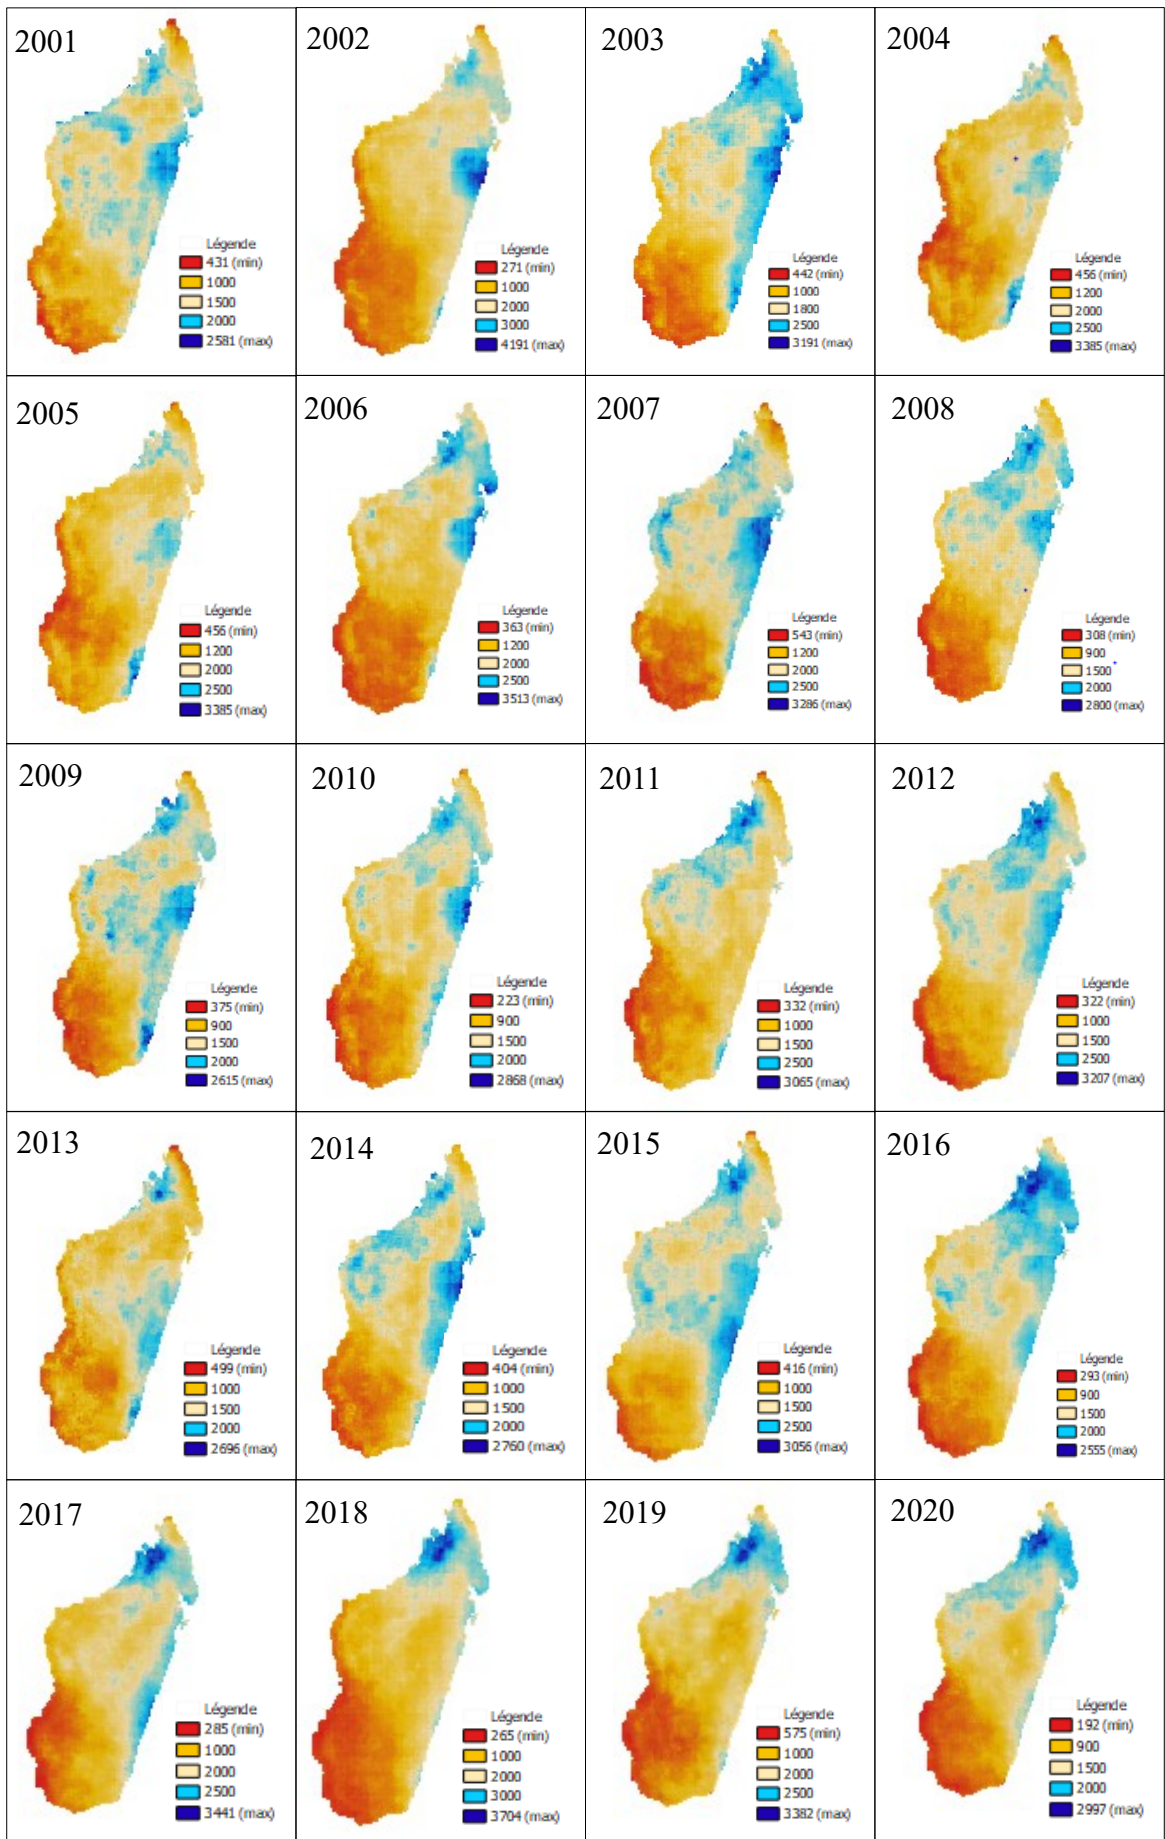 2001
Légende
431 (min)
1000
1500
2000
2581 (max)
2002
Légende
271 (min)
1000
2000
3000
4191 (max)
2003
Légende
442 (min)
1000
1800
2500
3191 (max)
2004
Légende
456 (min)
1200
2000
2500
3385 (max)
2005
Légende
456 (min)
1200
2000
2500
3385 (max)
2006
Légende
363 (min)
1200
2000
2500
3513 (max)
2007
Légende
543 (min)
1200
2000
2500
3286 (max)
2008
Légende
308 (min)
900
1500
2000
2800 (max)
2009
Légende
375 (min)
900
1500
2000
2615 (max)
2010
Légende
223 (min)
900
1500
2000
2868 (max)
2011
Légende
332 (min)
1000
1500
2500
3065 (max)
2012
Légende
322 (min)
1000
1500
2500
3207 (max)
2013
Légende
499 (min)
1000
1500
2000
2696 (max)
2014
Légende
404 (min)
1000
1500
2000
2760 (max)
2015
Légende
416 (min)
1000
1500
2500
3056 (max)
2016
Légende
293 (min)
900
1500
2000
2555 (max)
2017
Légende
285 (min)
1000
2000
2500
3441 (max)
2018
Légende
265 (min)
1000
2000
3000
3704 (max)
2019
Légende
575 (min)
1000
2000
2500
3382 (max)
2020
Légende
192 (min)
900
1500
2000
2997 (max)